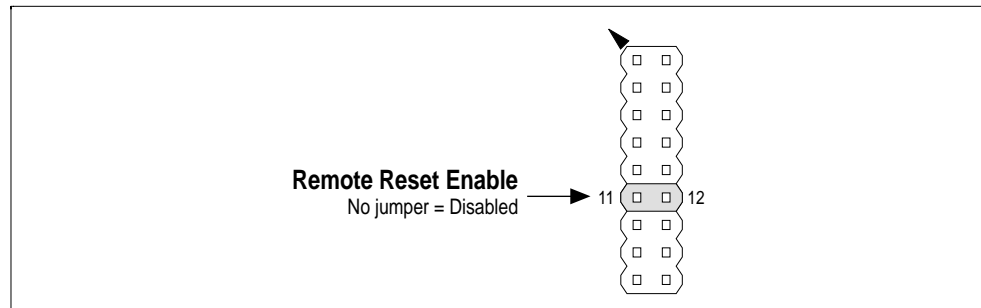 Remote Reset Enable
No jumper = Disabled
11
12